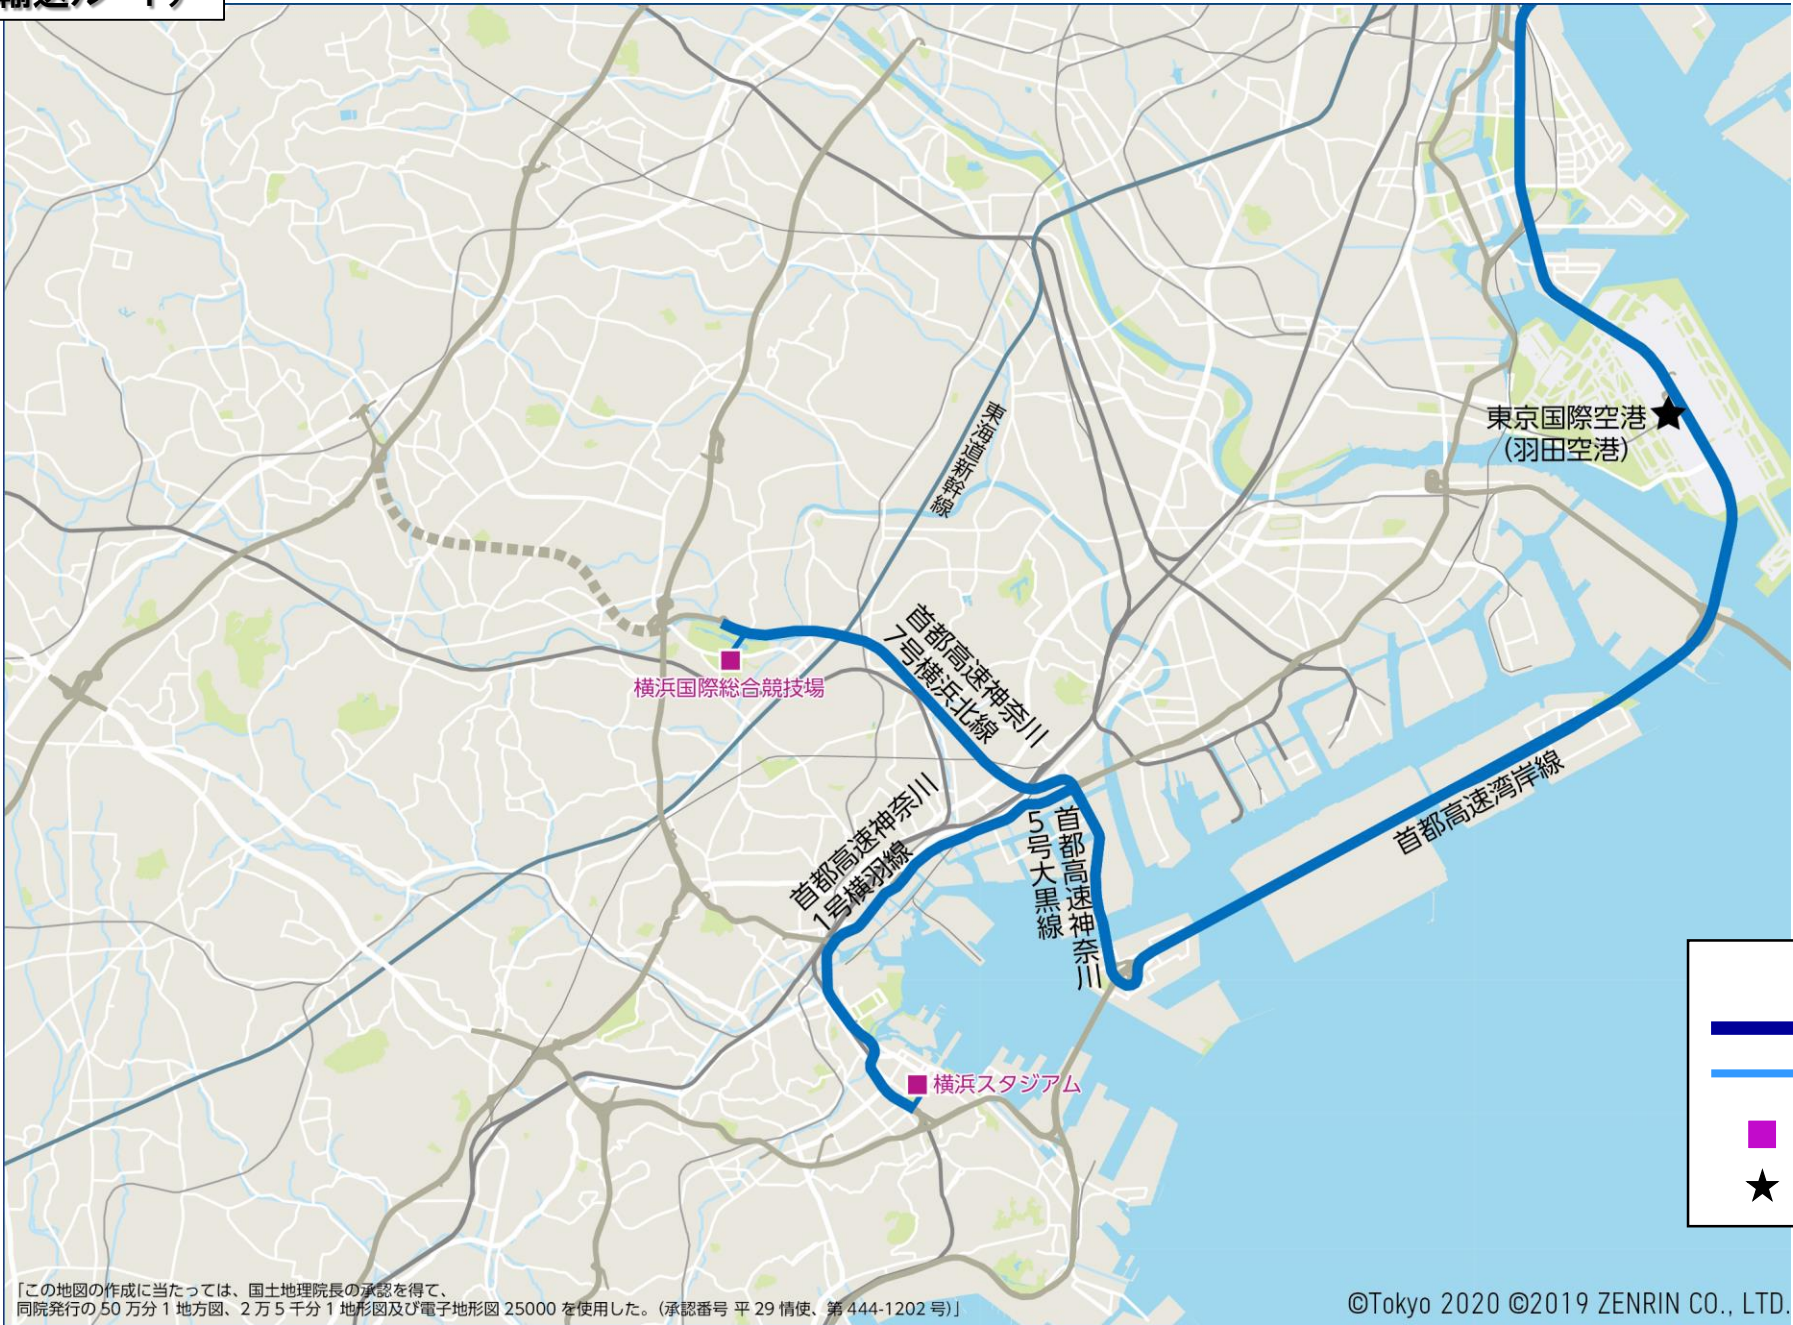 輸送ルート）
東京国際空港
（羽田空港）
東海道新幹線
首都高速神奈川
7号横浜北線
横浜国際総合競技場
首都高速神奈川
1号横羽線
首都高速神奈川
5号大黒線
首都高速湾岸線
横浜スタジアム
「この地図の作成に当たっては、国土地理院長の承認を得て、
同院発行の 50 万分 1 地方図、2 万 5 千分 1 地形図及び電子地形図 25000 を使用した。（承認番号 平 29 情使、第 444-1202 号）」
©Tokyo 2020 ©2019 ZENRIN CO., LTD.